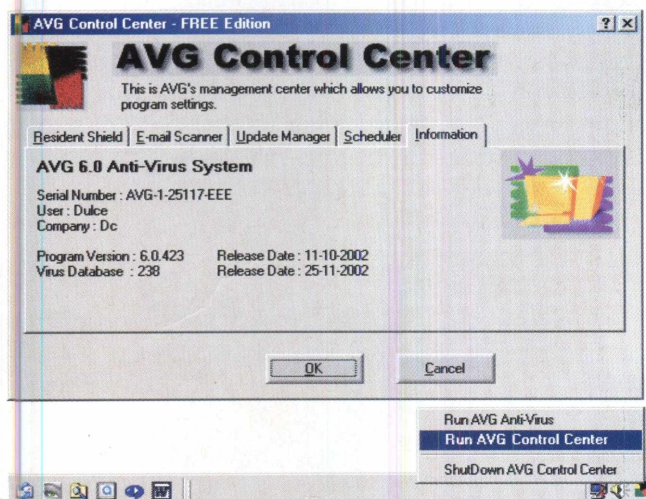 AVG Control Center - FREE Edition
AVG Control Center
This is AVG's management center which allows you to customize
program settings.
Resident Shield E-mail Scanner Update Manager Scheduler Information
AVG 6.0 Anti-Virus System
Serial Number : AVG-1-25117-EEE
User : Dulce
Company : Dc
Program Version : 6.0.423 Release Date : 11-10-2002
Virus Database : 238 Release Date : 25-11-2002
OK Cancel
Run AVG Anti-Virus
Run AVG Control Center
ShutDown AVG Control Center